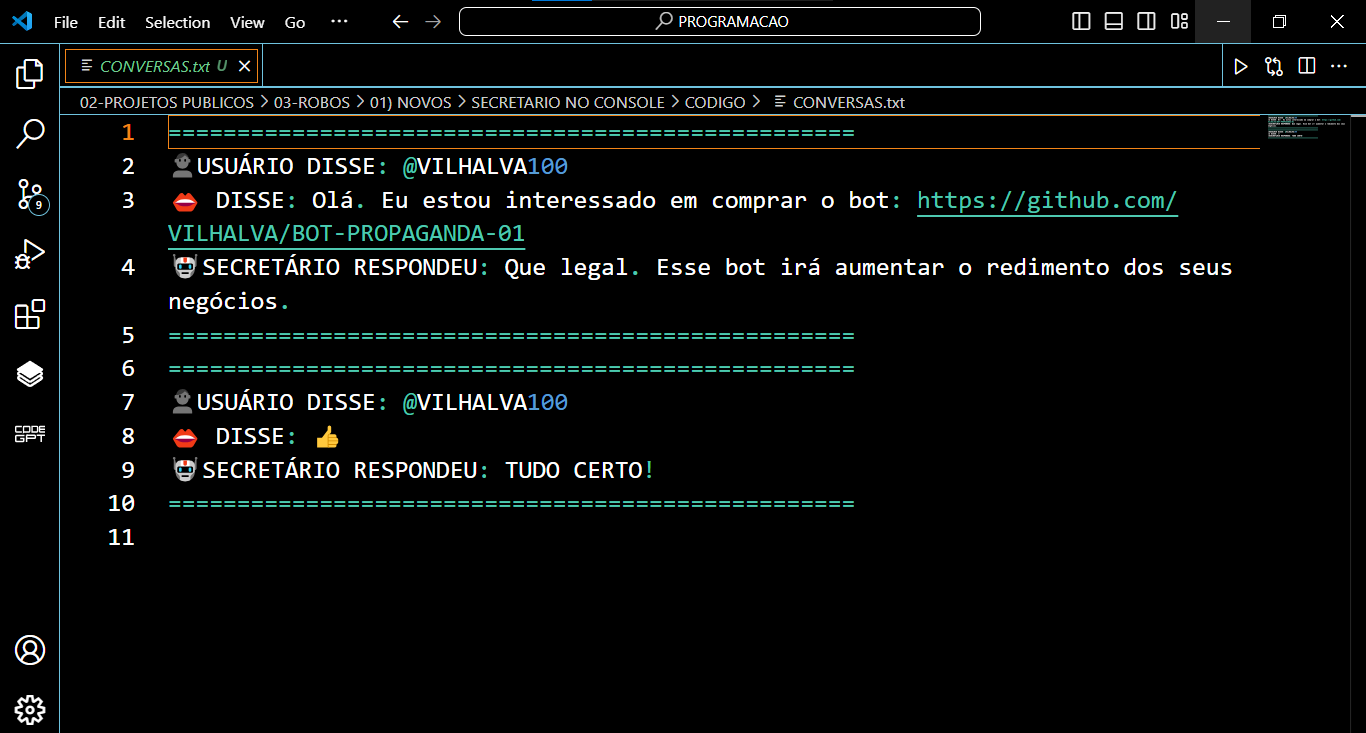 File Edit Selection View Go ··· PROGRAMACAO
CONVERSAS.txt U
02-PROJETOS PUBLICOS > 03-ROBOS > 01) NOVOS > SECRETARIO NO CONSOLE > CODIGO > CONVERSAS.txt
1 ==================================================
2 👤USUÁRIO DISSE: @VILHALVA100
3 👄 DISSE: Olá. Eu estou interessado em comprar o bot: https://github.com/
VILHALVA/BOT-PROPAGANDA-01
4 🤖SECRETÁRIO RESPONDEU: Que legal. Esse bot irá aumentar o redimento dos seus
negócios.
5 ==================================================
6 ==================================================
7 👤USUÁRIO DISSE: @VILHALVA100
8 👄 DISSE: 👍
9 🤖SECRETÁRIO RESPONDEU: TUDO CERTO!
10 ==================================================
11
9
CODE
GPT